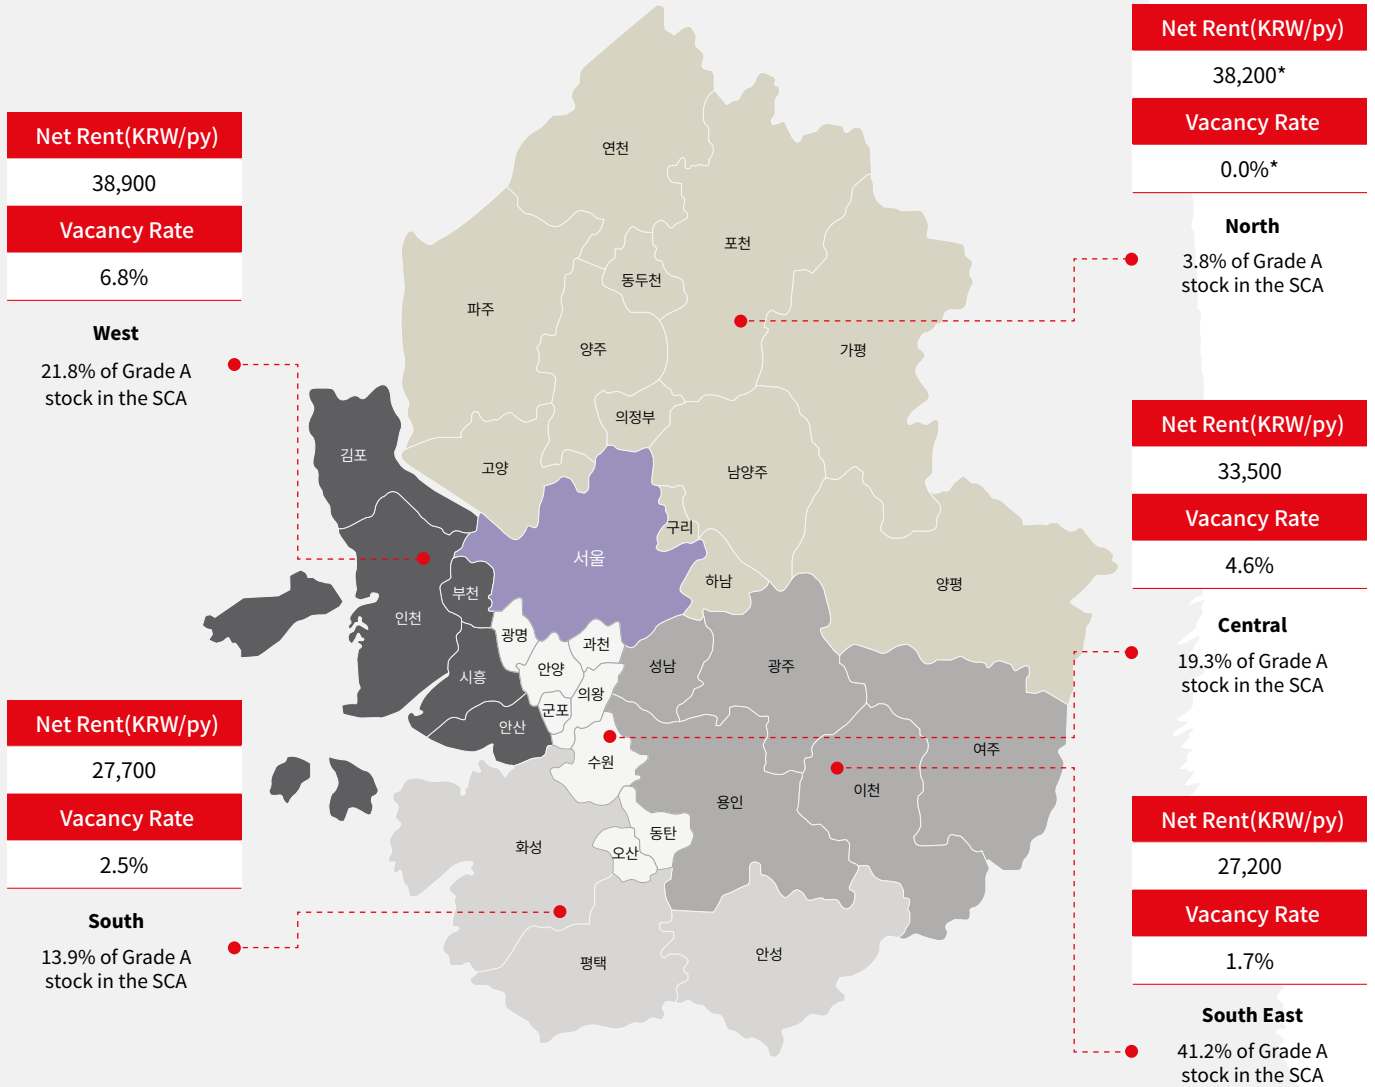 Net Rent(KRW/py)
38,200*
Vacancy Rate
0.0%*
North
3.8% of Grade A
stock in the SCA
Net Rent(KRW/py)
38,900
Vacancy Rate
6.8%
West
21.8% of Grade A
stock in the SCA
Net Rent(KRW/py)
33,500
Vacancy Rate
4.6%
Central
19.3% of Grade A
stock in the SCA
Net Rent(KRW/py)
27,700
Vacancy Rate
2.5%
South
13.9% of Grade A
stock in the SCA
Net Rent(KRW/py)
27,200
Vacancy Rate
1.7%
South East
41.2% of Grade A
stock in the SCA
연천
포천
동두천
파주
양주
가평
의정부
김포
고양
남양주
구리
서울
하남
양평
부천
인천
광명
과천
안양
성남
광주
시흥
의왕
군포
안산
수원
여주
이천
용인
동탄
화성
오산
평택
안성